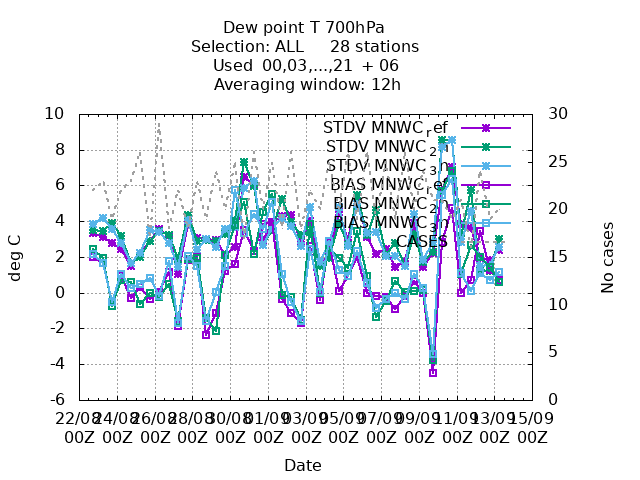 Dew point T 700hPa
Selection: ALL 28 stations
Used 00,03,...,21 + 06
Averaging window: 12h
10 30
STDV MNWC_ref
STDV MNWC_2
STDV MNWC_3
BIAS MNWC_ref
BIAS MNWC_2
BIAS MNWC_3
CASES
8 25
6
4 20
2 15
0 10
-2
-4 5
-6 0
deg C
No cases
22/08 24/08 26/08 28/08 30/08 01/09 03/09 05/09 07/09 09/09 11/09 13/09 15/09
00Z 00Z 00Z 00Z 00Z 00Z 00Z 00Z 00Z 00Z 00Z 00Z 00Z
Date